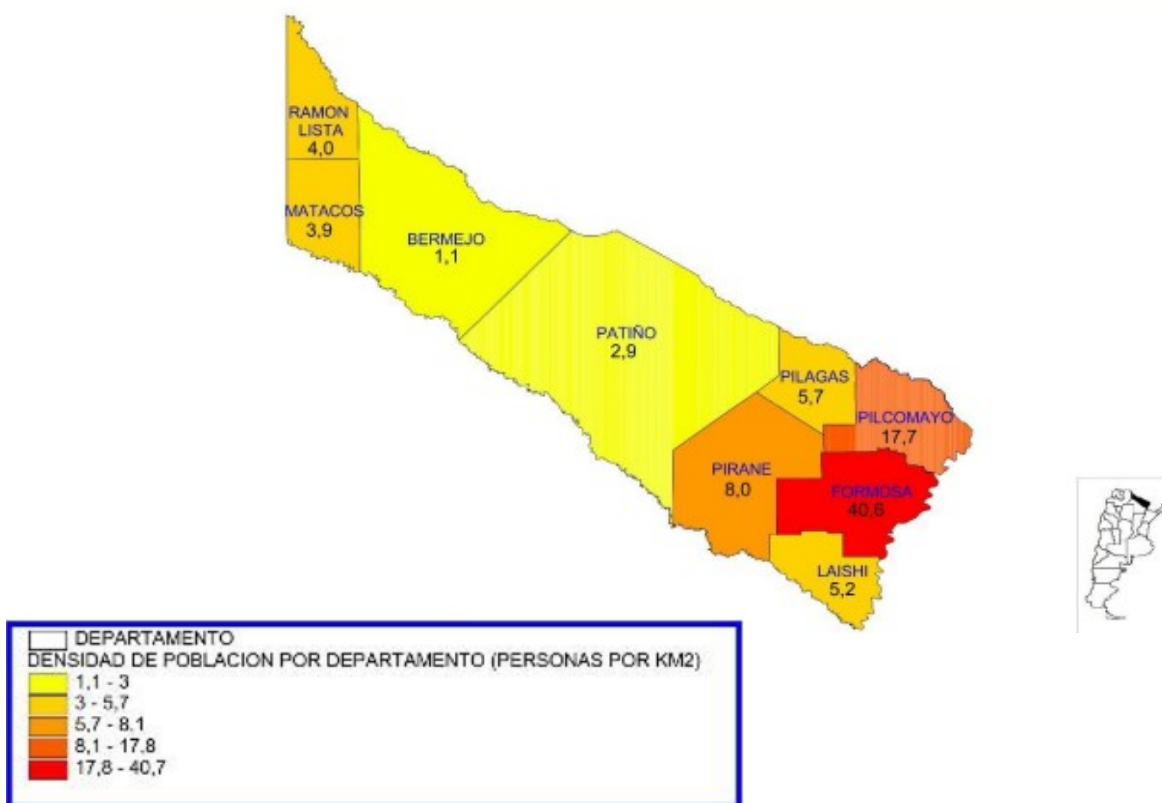 RAMON
LISTA
4,0
MATACOS
3,9
BERMEJO
1,1
PATIÑO
2,9
PILAGAS
5,7
PILCOMAYO
17,7
PIRANE
8,0
FORMOSA
40,6
LAISHI
5,2
DEPARTAMENTO
DENSIDAD DE POBLACION POR DEPARTAMENTO (PERSONAS POR KM2)
1,1 - 3
3 - 5,7
5,7 - 8,1
8,1 - 17,8
17,8 - 40,7